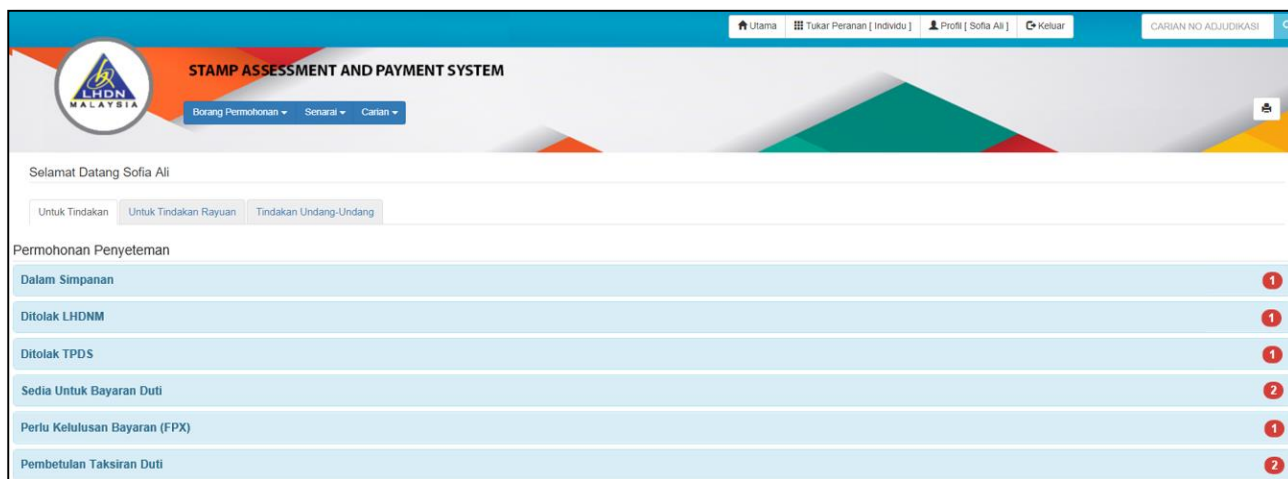 Utama Tukar Peranan [ Individu ] Profil [ Sofia Ali ] Keluar CARIAN NO ADJUDIKASI
LHDN
MALAYSIA
STAMP ASSESSMENT AND PAYMENT SYSTEM
Borang Permohonan Senarai Carian
Selamat Datang Sofia Ali
Untuk Tindakan Untuk Tindakan Rayuan Tindakan Undang-Undang
Permohonan Penyeteman
Dalam Simpanan 1
Ditolak LHDNM 1
Ditolak TPDS 1
Sedia Untuk Bayaran Duti 2
Perlu Kelulusan Bayaran (FPX) 1
Pembetulan Taksiran Duti 2